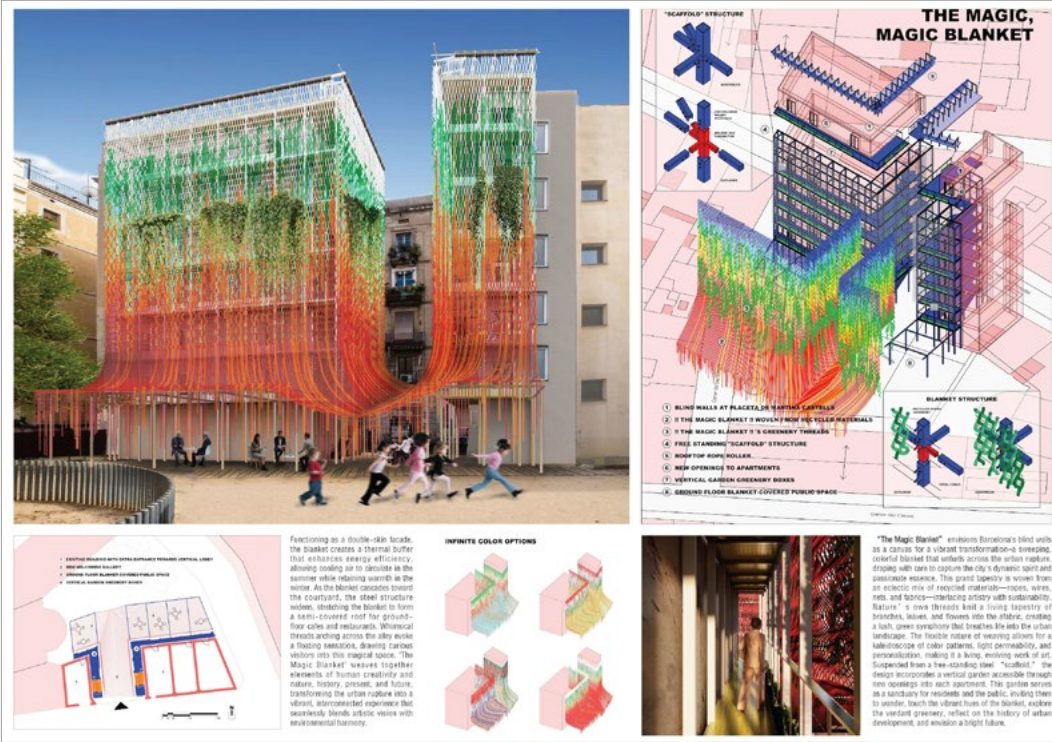 "SCAFFOLD" STRUCTURE
THE MAGIC,
MAGIC BLANKET
1 BLIND WALLS AT PLACETA DE MARTINA CASTELLS
2 !! THE MAGIC BLANKET !! WOVEN FROM RECYCLED MATERIALS
3 !! THE MAGIC BLANKET !!'S GREENERY THREADS
4 FREE STANDING "SCAFFOLD" STRUCTURE
5 ROOFTOP ROPE ROLLER
6 NEW OPENINGS TO APARTMENTS
7 VERTICAL GARDEN GREENERY BOXES
8 GROUND FLOOR BLANKET-COVERED PUBLIC SPACE
BLANKET STRUCTURE
Functioning as a double-skin facade,
the blanket creates a thermal buffer
that enhances energy efficiency,
allowing cooling air to circulate in the
summer while retaining warmth in the
winter. As the blanket cascades toward
the courtyard, the steel structure
widens, stretching the blanket to form
a semi-covered roof for ground-
floor cafes and restaurants. Whimsical
threads arching across the alley evoke
a floating sensation, drawing curious
visitors into this magical space. 'The
Magic Blanket' weaves together
elements of human creativity and
nature, history, present, and future,
transforming the urban rupture into a
vibrant, interconnected experience that
seamlessly blends artistic vision with
environmental harmony.
INFINITE COLOR OPTIONS
"The Magic Blanket" envisions Barcelona's blind walls
as a canvas for a vibrant transformation—a sweeping,
colorful blanket that unfurls across the urban rupture,
draping with care to capture the city's dynamic spirit and
passionate essence. This grand tapestry is woven from
an eclectic mix of recycled materials—ropes, wires,
nets, and fabrics—interlacing artistry with sustainability.
Nature's own threads knit a living tapestry of
branches, leaves, and flowers into the fabric, creating
a lush, green symphony that breathes life into the urban
landscape. The flexible nature of weaving allows for a
kaleidoscope of color patterns, light permeability, and
personalization, making it a living, evolving work of art.
Suspended from a free-standing steel "scaffold," the
design incorporates a vertical garden accessible through
new openings into each apartment. This garden serves
as a sanctuary for residents and the public, inviting them
to wander, touch the vibrant hues of the blanket, explore
the verdant greenery, reflect on the history of urban
development, and envision a bright future.